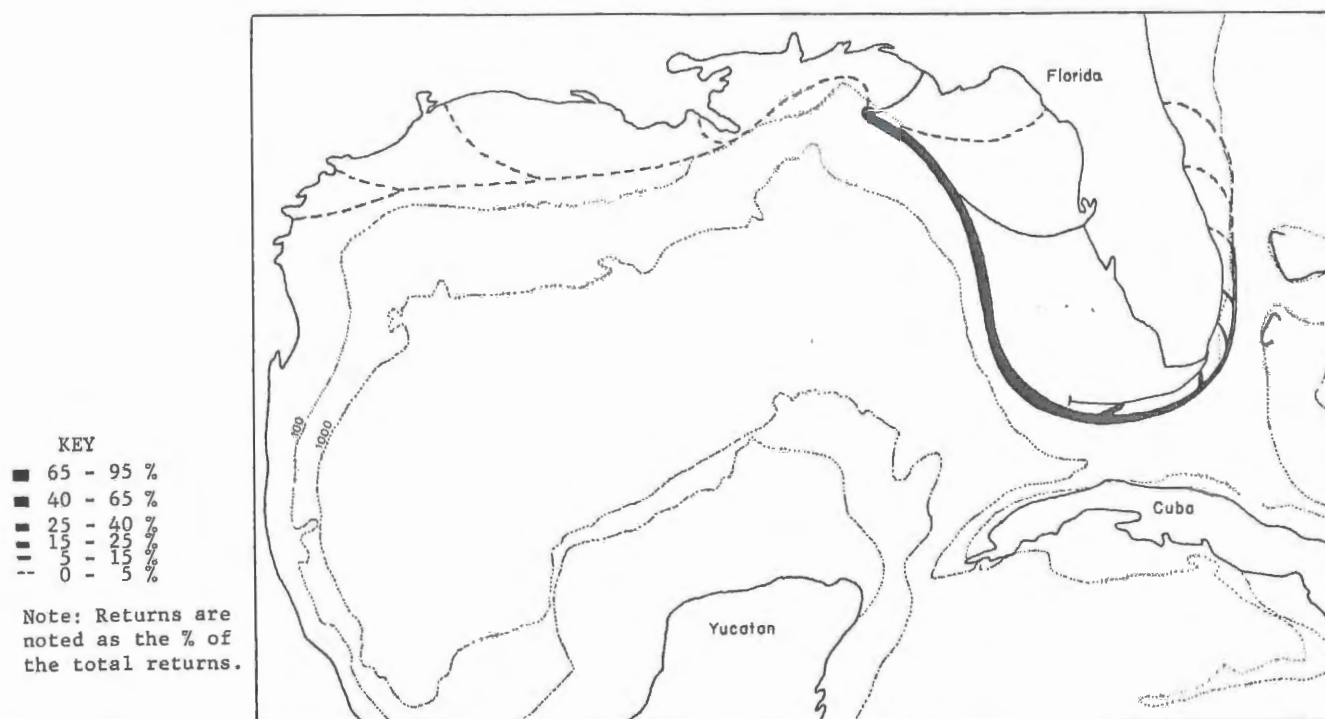 Florida
100
1000
KEY
65 - 95 %
40 - 65 %
25 - 40 %
15 - 25 %
5 - 15 %
0 - 5 %
Cuba
Note: Returns are
noted as the % of
the total returns.
Yucatan